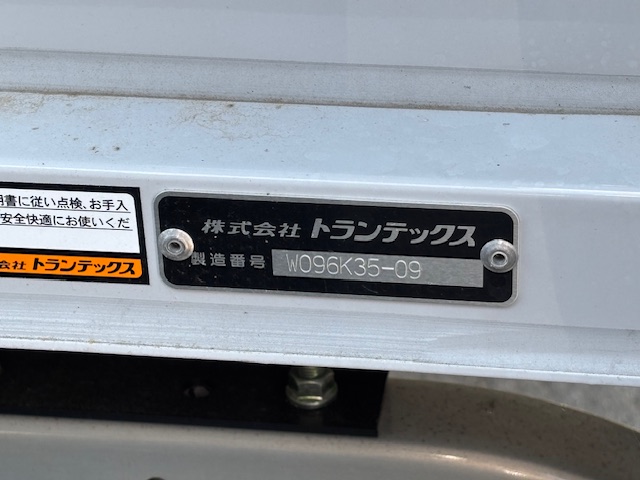 明書に従い点検、お手入
安全快適にお使いくだ
会社 トランテックス
株式会社 トランテックス
製造番号 W096K35-09